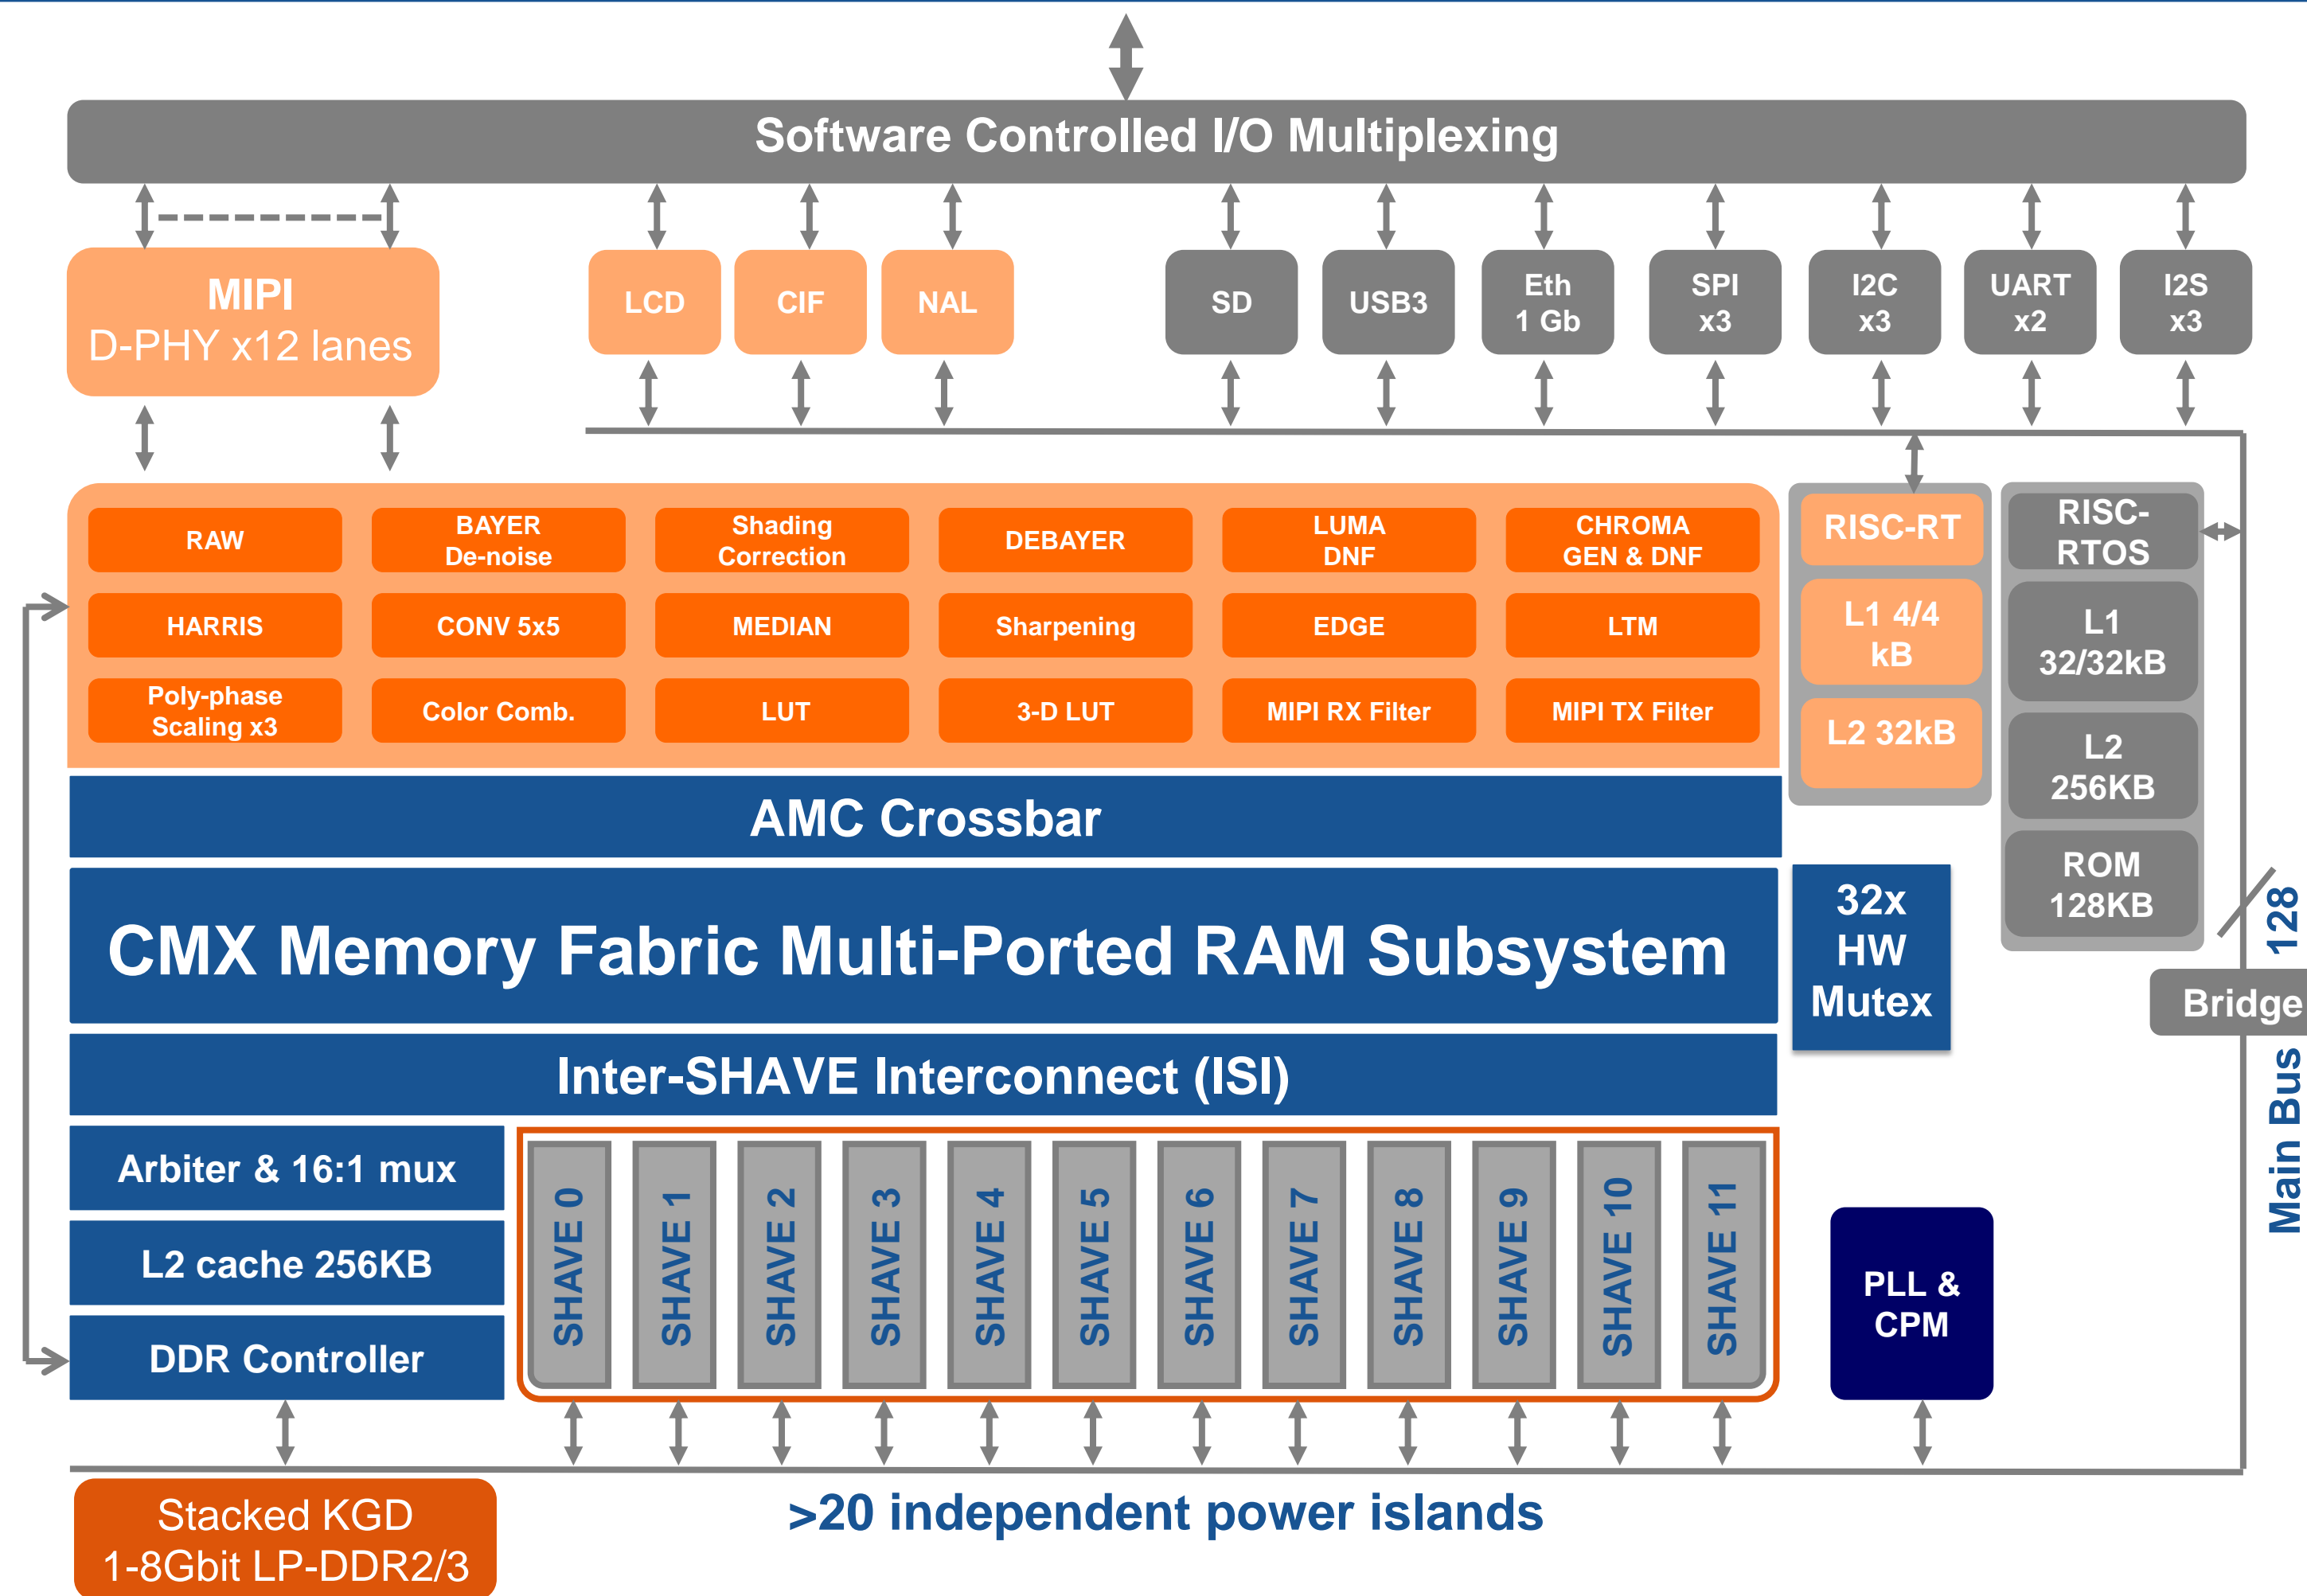 Software Controlled I/O Multiplexing
MIPI
D-PHY x12 lanes
LCD
CIF
NAL
SD
USB3
Eth
1 Gb
SPI
x3
I2C
x3
UART
x2
I2S
x3
RAW
BAYER
De-noise
Shading
Correction
DEBAYER
LUMA
DNF
CHROMA
GEN & DNF
HARRIS
CONV 5x5
MEDIAN
Sharpening
EDGE
LTM
Poly-phase
Scaling x3
Color Comb.
LUT
3-D LUT
MIPI RX Filter
MIPI TX Filter
RISC-RT
L1 4/4
kB
L2 32kB
RISC-
RTOS
L1
32/32kB
L2
256KB
ROM
128KB
AMC Crossbar
CMX Memory Fabric Multi-Ported RAM Subsystem
32x
HW
Mutex
128
Bridge
Main Bus
Inter-SHAVE Interconnect (ISI)
Arbiter & 16:1 mux
L2 cache 256KB
DDR Controller
SHAVE 0
SHAVE 1
SHAVE 2
SHAVE 3
SHAVE 4
SHAVE 5
SHAVE 6
SHAVE 7
SHAVE 8
SHAVE 9
SHAVE 10
SHAVE 11
PLL &
CPM
Stacked KGD
1-8Gbit LP-DDR2/3
>20 independent power islands